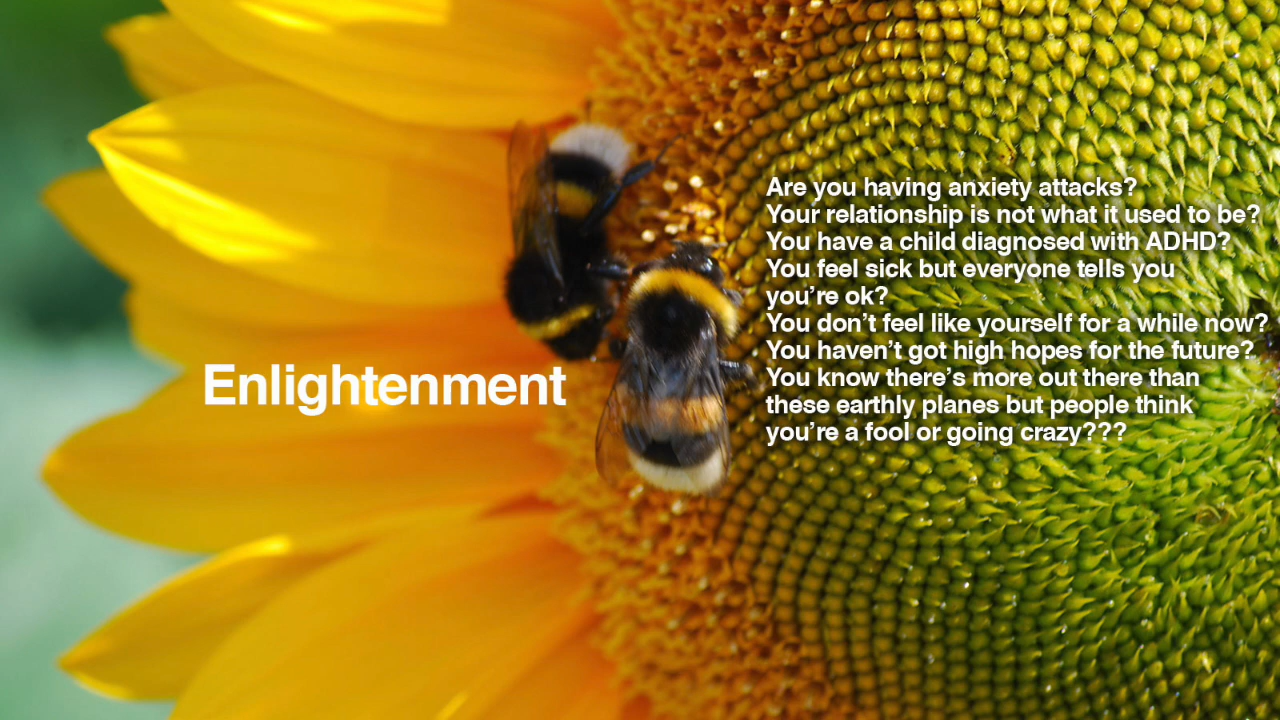 Enlightenment
Are you having anxiety attacks?
Your relationship is not what it used to be?
You have a child diagnosed with ADHD?
You feel sick but everyone tells you
you're ok?
You don't feel like yourself for a while now?
You haven't got high hopes for the future?
You know there's more out there than
these earthly planes but people think
you're a fool or going crazy???